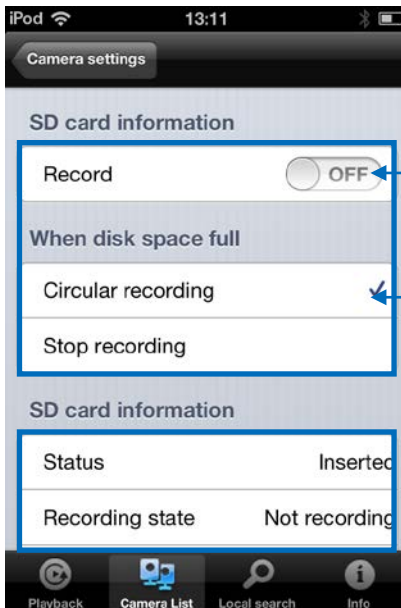 iPod 13:11
Camera settings
SD card information
Record OFF
When disk space full
Circular recording
Stop recording
SD card information
Status Inserted
Recording state Not recording
Playback Camera List Local search Info